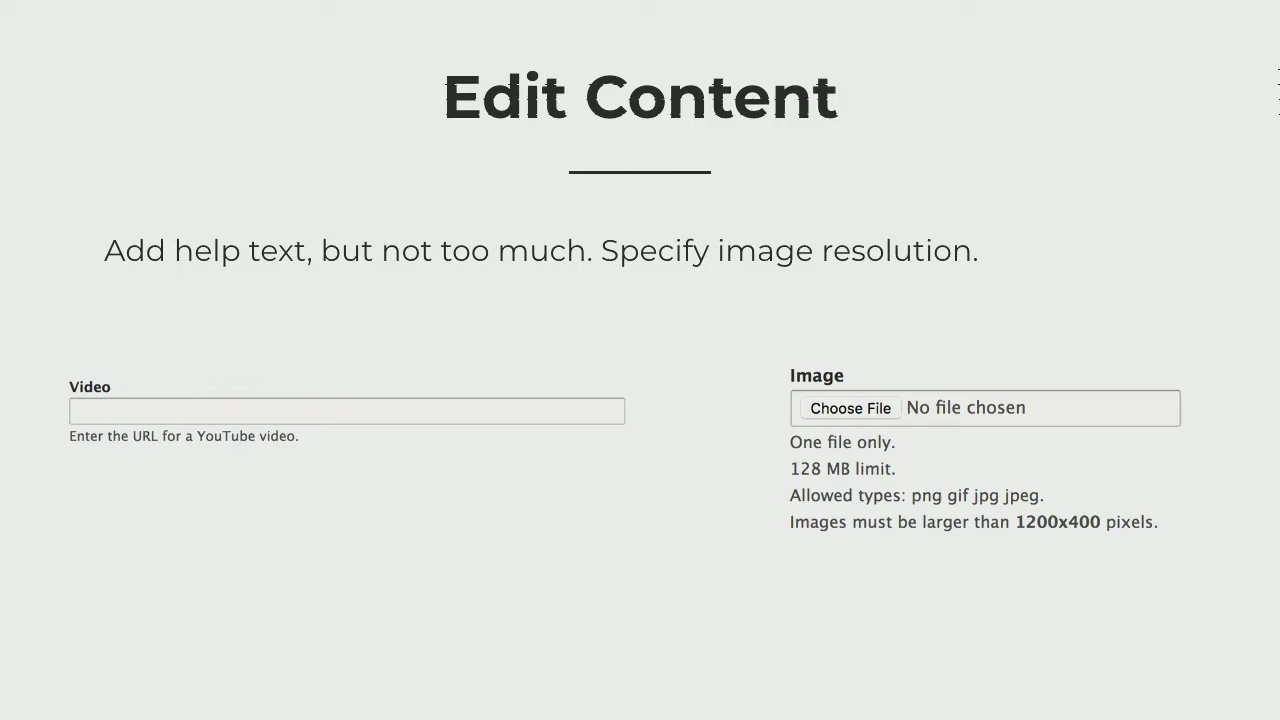 Edit Content
Add help text, but not too much. Specify image resolution.
Video
Enter the URL for a YouTube video.
Image
Choose File No file chosen
One file only.
128 MB limit.
Allowed types: png gif jpg jpeg.
Images must be larger than 1200x400 pixels.